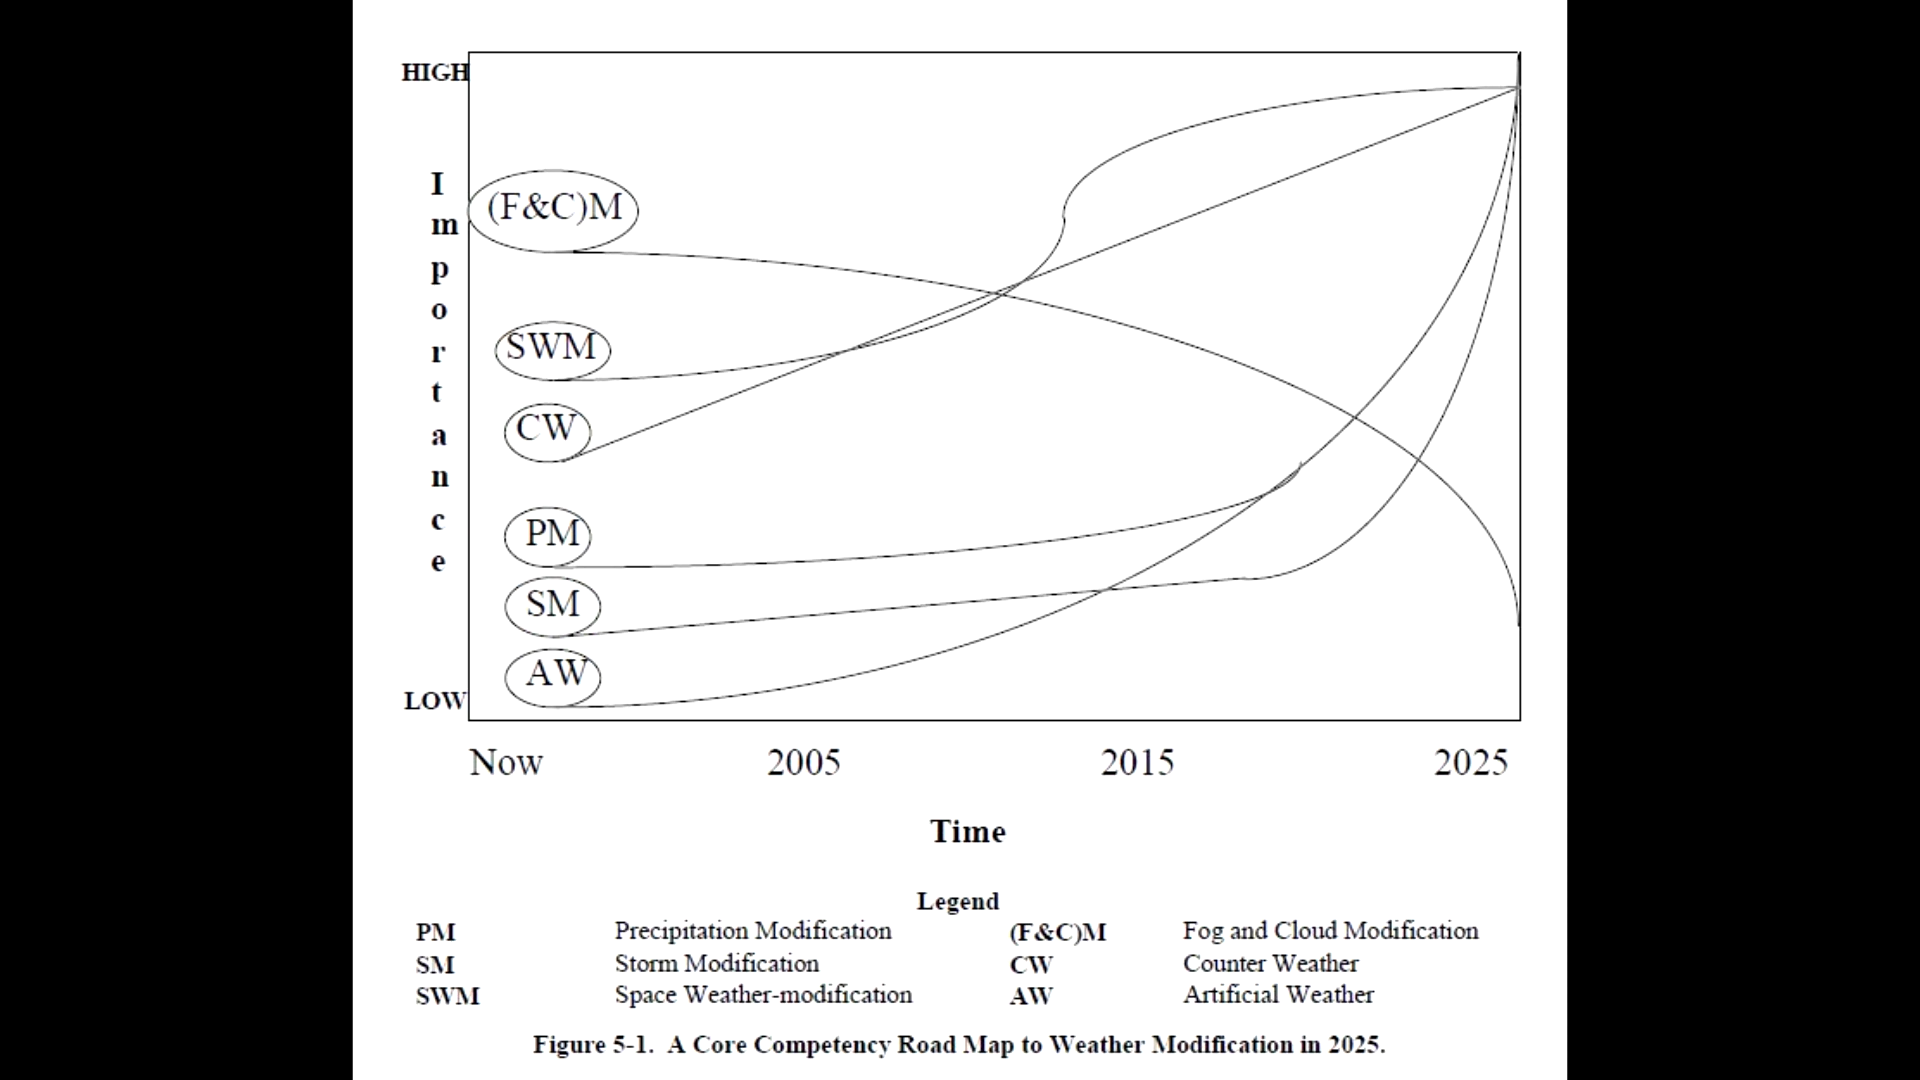 HIGH
Importance
(F&C)M
SWM
CW
PM
SM
AW
LOW
Now 2005 2015 2025
Time
Legend
PM Precipitation Modification (F&C)M Fog and Cloud Modification
SM Storm Modification CW Counter Weather
SWM Space Weather-modification AW Artificial Weather
Figure 5-1. A Core Competency Road Map to Weather Modification in 2025.